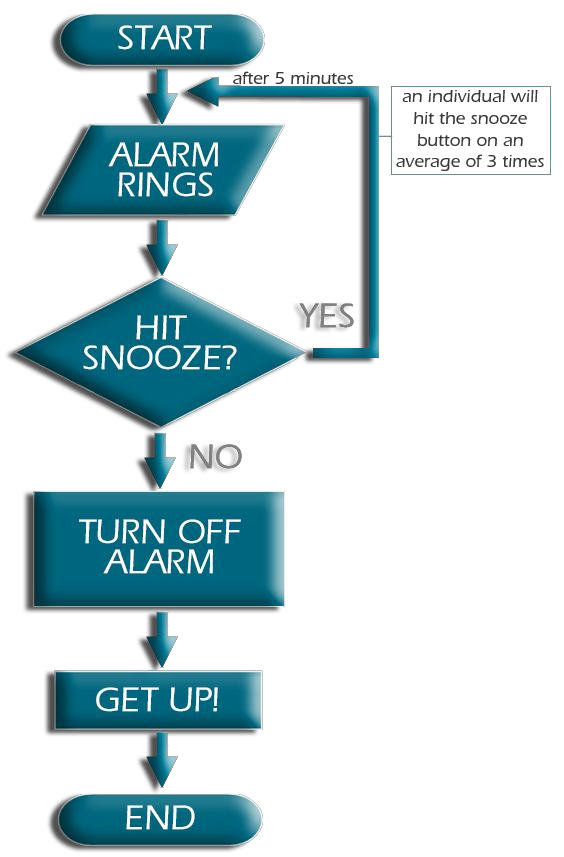 START
after 5 minutes
an individual will
hit the snooze
button on an
average of 3 times
ALARM
RINGS
HIT
SNOOZE?
YES
NO
TURN OFF
ALARM
GET UP!
END